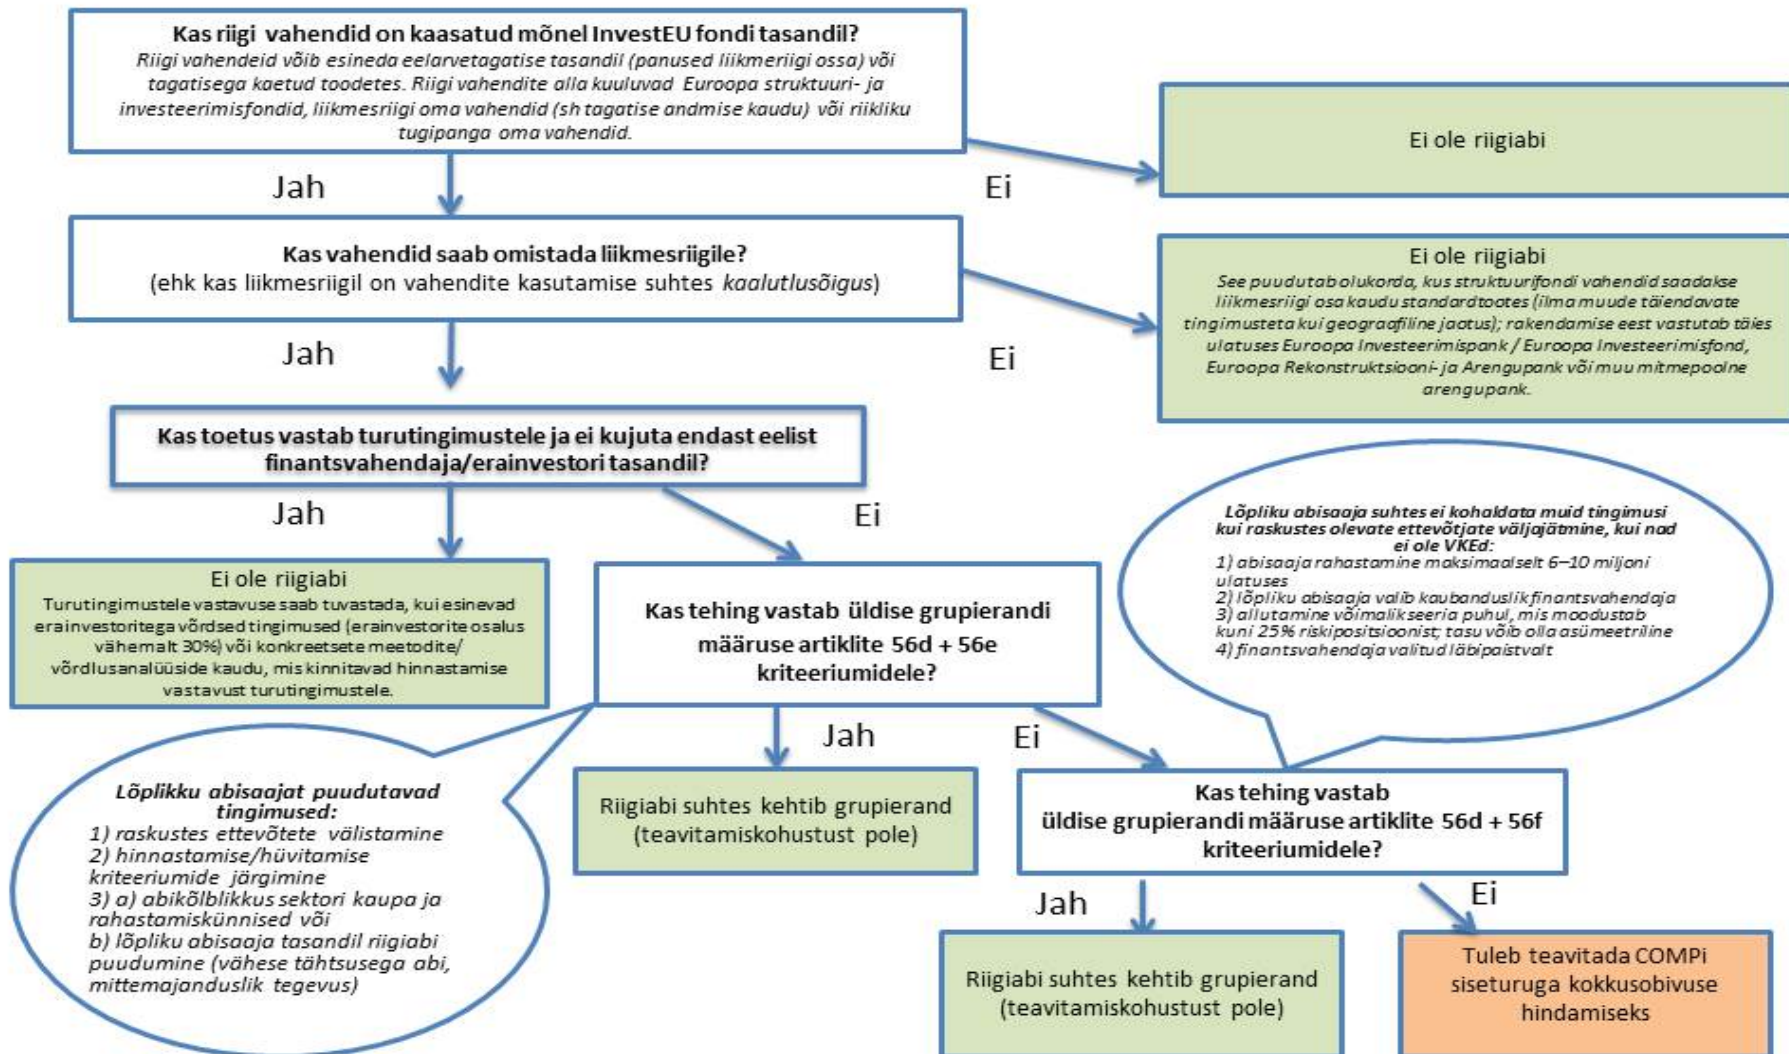 Kas riigi vahendid on kaasatud mõnel InvestEU fondi tasandil?
Riigi vahendeid võib esineda eelarvetagatise tasandil (panused liikmeriigi ossa) või
tagatisega kaetud toodetes. Riigi vahendite alla kuuluvad Euroopa struktuuri- ja
investeerimisfondid, liikmesriigi oma vahendid (sh tagatise andmise kaudu) või riikliku
tugipanga oma vahendid.
Ei ole riigiabi
Jah
Ei
Kas vahendid saab omistada liikmesriigile?
(ehk kas liikmesriigil on vahendite kasutamise suhtes kaalutlusõigus)
Ei ole riigiabi
See puudutab olukorda, kus struktuurifondi vahendid saadakse
liikmesriigi osa kaudu standardtootes (ilma muude täiendavate
tingimusteta kui geograafiline jaotus); rakendamise eest vastutab täies
ulatuses Euroopa Investeerimispank / Euroopa Investeerimisfond,
Euroopa Rekonstruktsiooni- ja Arengupank või muu mitmepoolne
arengupank.
Jah
Ei
Kas toetus vastab turutingimustele ja ei kujuta endast eelist
finantsvahendaja/erainvestori tasandil?
Jah
Ei
Lõpliku abisaaja suhtes ei kohaldata muid tingimusi
kui raskustes olevate ettevõtjate väljajätmine, kui nad
ei ole VKEd:
1) abisaaja rahastamine maksimaalselt 6–10 miljoni
ulatuses
2) lõpliku abisaaja valib kaubanduslik finantsvahendaja
3) allutamine võimalik seeria puhul, mis moodustab
kuni 25% riskipositsioonist; tasu võib olla asümeetriline
4) finantsvahendaja valitud läbipaistvalt
Ei ole riigiabi
Turutingimustele vastavuse saab tuvastada, kui esinevad
erainvestoritega võrdsed tingimused (erainvestorite osalus
vähemalt 30%) või konkreetsete meetodite/
võrdlusanalüüside kaudu, mis kinnitavad hinnastamise
vastavust turutingimustele.
Kas tehing vastab üldise grupierandi
määruse artiklite 56d + 56e
kriteeriumidele?
Jah
Ei
Lõplikku abisaajat puudutavad
tingimused:
1) raskustes ettevõtete välistamine
2) hinnastamise/hüvitamise
kriteeriumide järgimine
3) a) abikõlblikkus sektori kaupa ja
rahastamiskünnised või
b) lõpliku abisaaja tasandil riigiabi
puudumine (vähese tähtsusega abi,
mittemajanduslik tegevus)
Riigiabi suhtes kehtib grupierand
(teavitamiskohustust pole)
Kas tehing vastab
üldise grupierandi määruse artiklite 56d + 56f
kriteeriumidele?
Jah
Ei
Riigiabi suhtes kehtib grupierand
(teavitamiskohustust pole)
Tuleb teavitada COMPi
siseturuga kokkusobivuse
hindamiseks